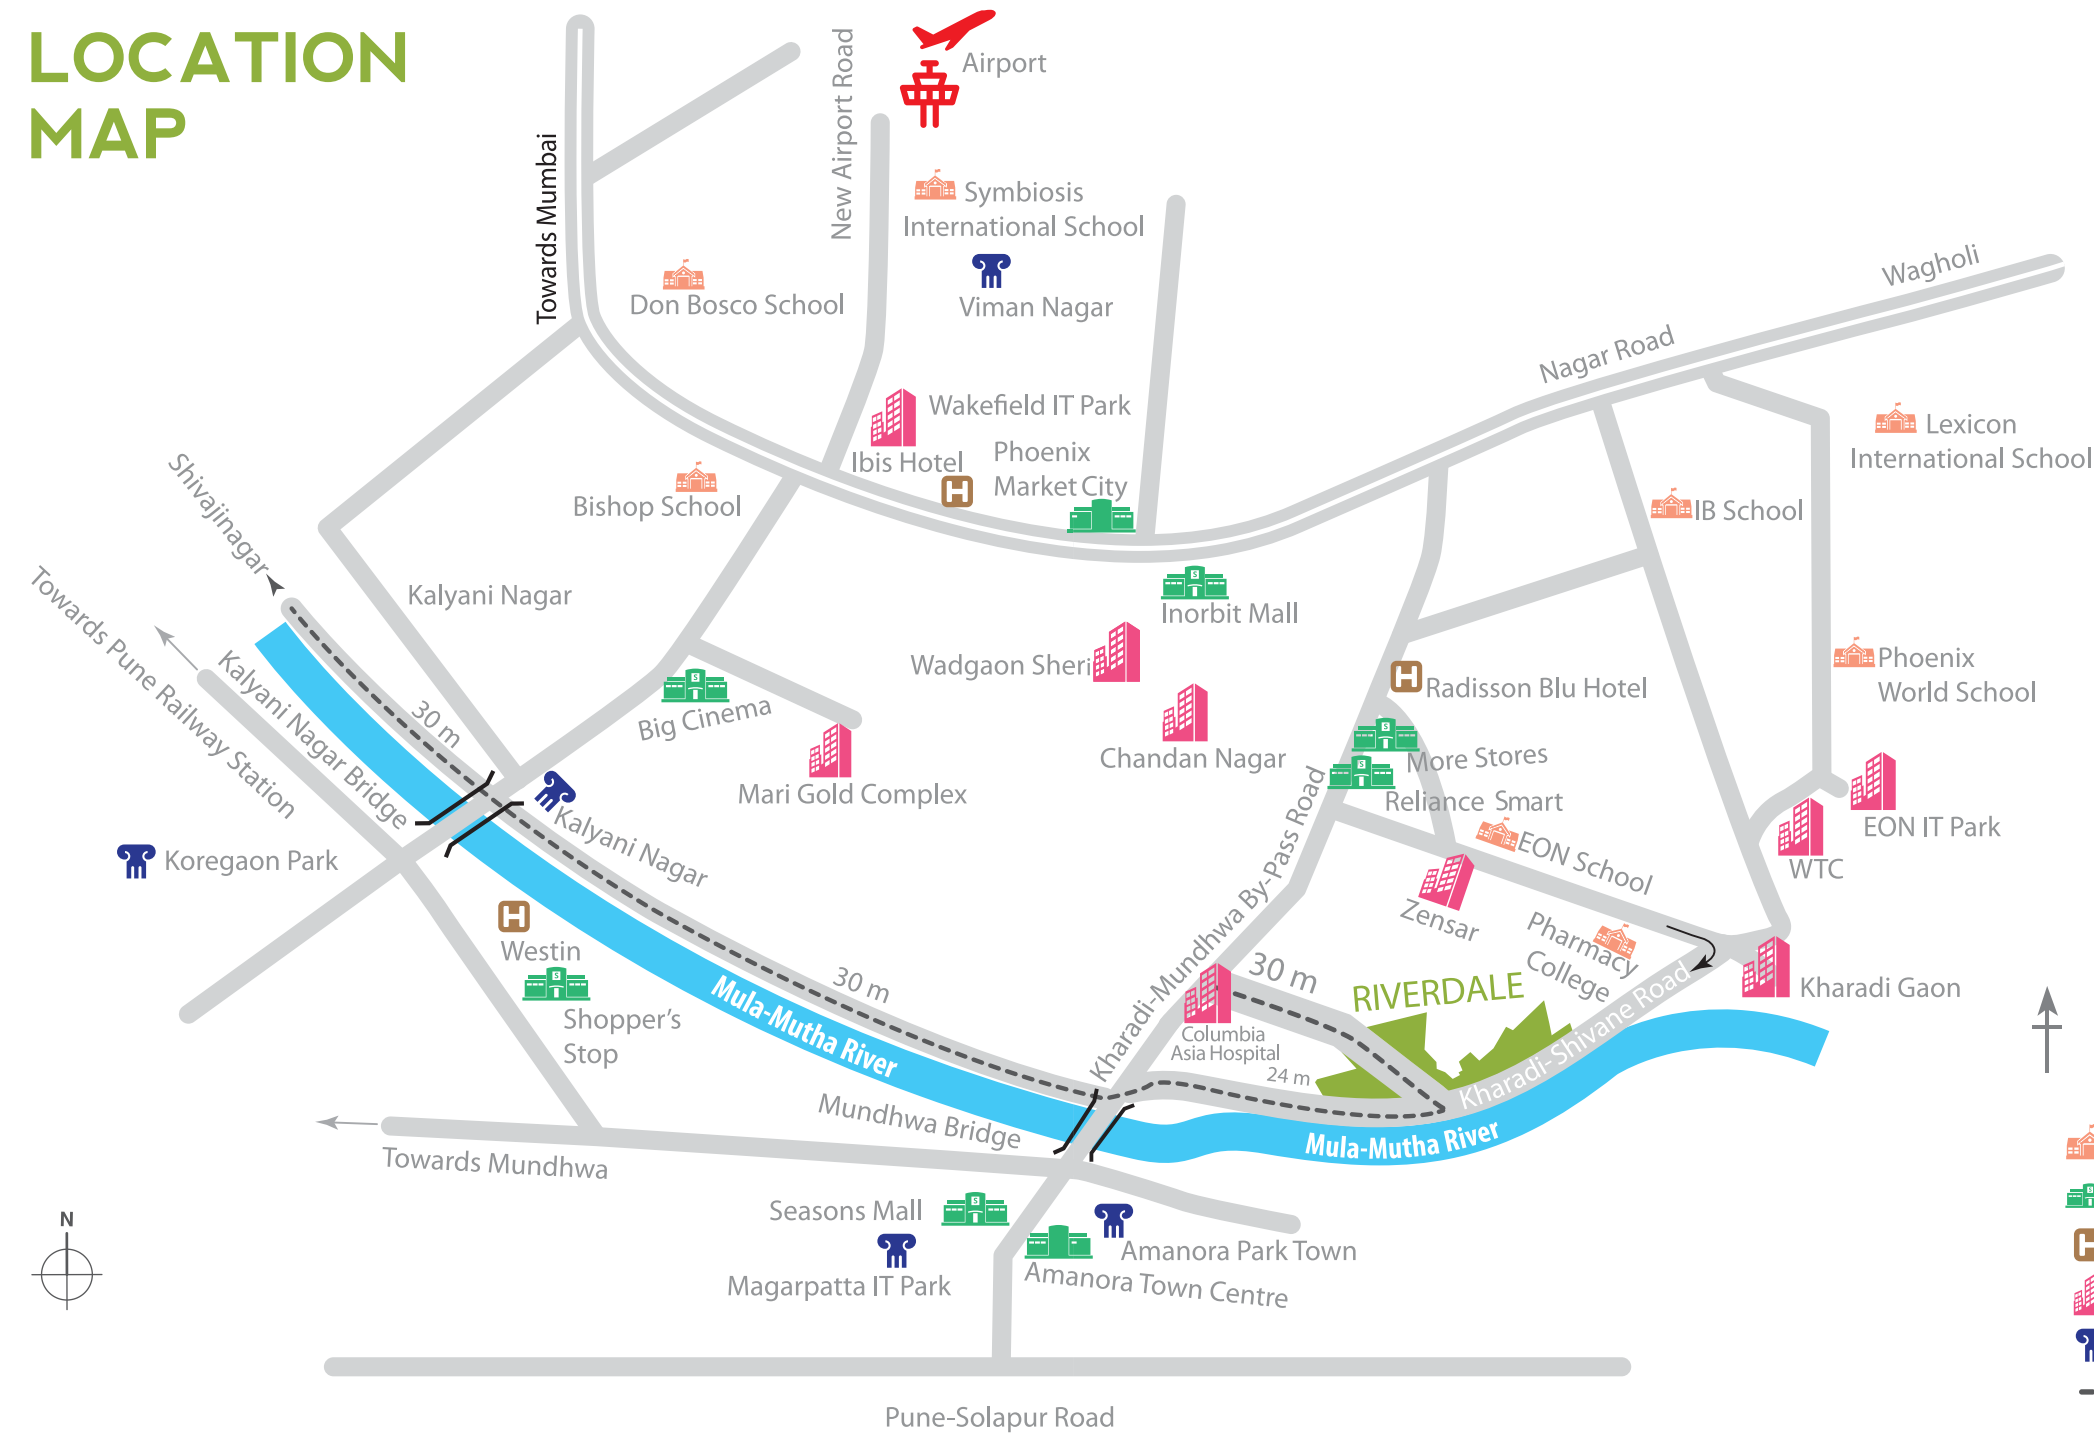 LOCATION
MAP
Airport
New Airport Road
Towards Mumbai
Symbiosis
International School
Viman Nagar
Don Bosco School
Wagholi
Nagar Road
Wakefield IT Park
Ibis Hotel
H
Phoenix
Market City
Lexicon
International School
Bishop School
IB School
Shivajinagar
Kalyani Nagar
S
Inorbit Mall
Towards Pune Railway Station
Kalyani Nagar Bridge
30 m
Wadgaon Sheri
H
Radisson Blu Hotel
Phoenix
World School
S
Big Cinema
Chandan Nagar
S
More Stores
S
Reliance Smart
Mari Gold Complex
Kalyani Nagar
Koregaon Park
Kharadi-Mundhwa By-Pass Road
EON School
EON IT Park
WTC
Zensar
H
Westin
S
Shopper's
Stop
Pharmacy
College
30 m
Mula-Mutha River
30 m
RIVERDALE
Kharadi Gaon
Columbia
Asia Hospital
24 m
Kharadi-Shivane Road
Mundhwa Bridge
Mula-Mutha River
Towards Mundhwa
Seasons Mall
S
Magarpatta IT Park
Amanora Park Town
Amanora Town Centre
N
S
Pune-Solapur Road